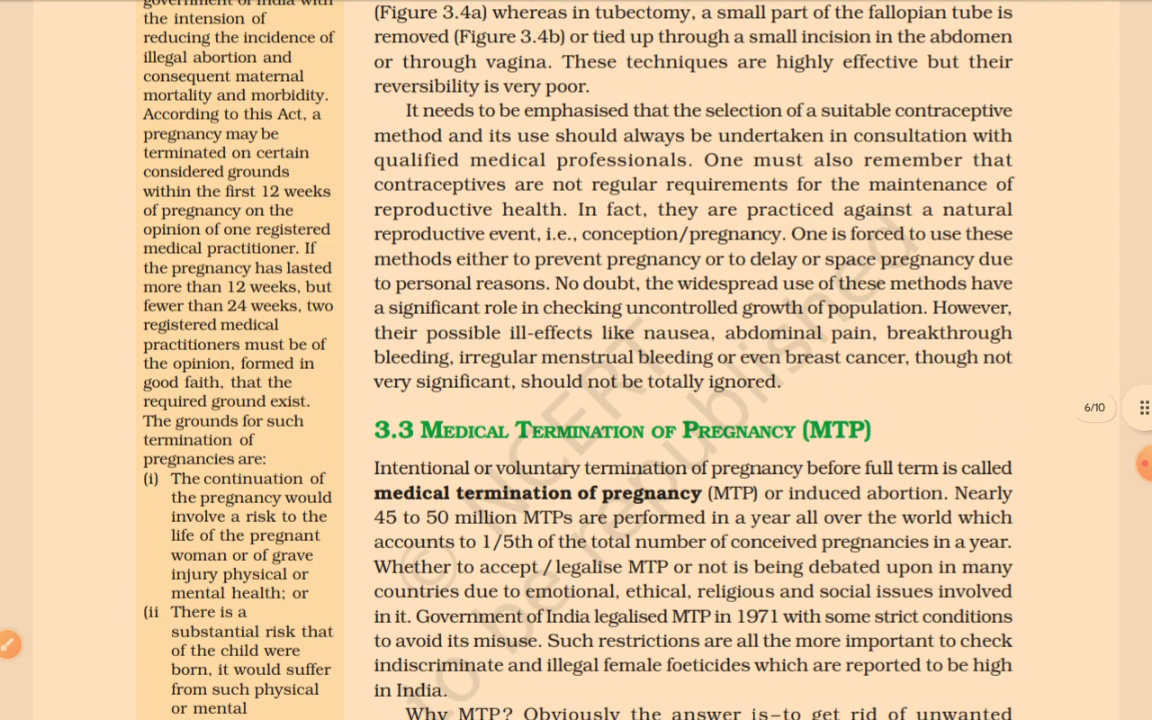 government of India with
the intension of
reducing the incidence of
illegal abortion and
consequent maternal
mortality and morbidity.
According to this Act, a
pregnancy may be
terminated on certain
considered grounds
within the first 12 weeks
of pregnancy on the
opinion of one registered
medical practitioner. If
the pregnancy has lasted
more than 12 weeks, but
fewer than 24 weeks, two
registered medical
practitioners must be of
the opinion, formed in
good faith, that the
required ground exist.
The grounds for such
termination of
pregnancies are:
(i) The continuation of
the pregnancy would
involve a risk to the
life of the pregnant
woman or of grave
injury physical or
mental health; or
(ii There is a
substantial risk that
of the child were
born, it would suffer
from such physical
or mental
(Figure 3.4a) whereas in tubectomy, a small part of the fallopian tube is
removed (Figure 3.4b) or tied up through a small incision in the abdomen
or through vagina. These techniques are highly effective but their
reversibility is very poor.
It needs to be emphasised that the selection of a suitable contraceptive
method and its use should always be undertaken in consultation with
qualified medical professionals. One must also remember that
contraceptives are not regular requirements for the maintenance of
reproductive health. In fact, they are practiced against a natural
reproductive event, i.e., conception/pregnancy. One is forced to use these
methods either to prevent pregnancy or to delay or space pregnancy due
to personal reasons. No doubt, the widespread use of these methods have
a significant role in checking uncontrolled growth of population. However,
their possible ill-effects like nausea, abdominal pain, breakthrough
bleeding, irregular menstrual bleeding or even breast cancer, though not
very significant, should not be totally ignored.
3.3 MEDICAL TERMINATION OF PREGNANCY (MTP)
Intentional or voluntary termination of pregnancy before full term is called
medical termination of pregnancy (MTP) or induced abortion. Nearly
45 to 50 million MTPs are performed in a year all over the world which
accounts to 1/5th of the total number of conceived pregnancies in a year.
Whether to accept / legalise MTP or not is being debated upon in many
countries due to emotional, ethical, religious and social issues involved
in it. Government of India legalised MTP in 1971 with some strict conditions
to avoid its misuse. Such restrictions are all the more important to check
indiscriminate and illegal female foeticides which are reported to be high
in India.
Why MTP? Obviously the answer is–to get rid of unwanted
© NCERT
to be republished
6/10